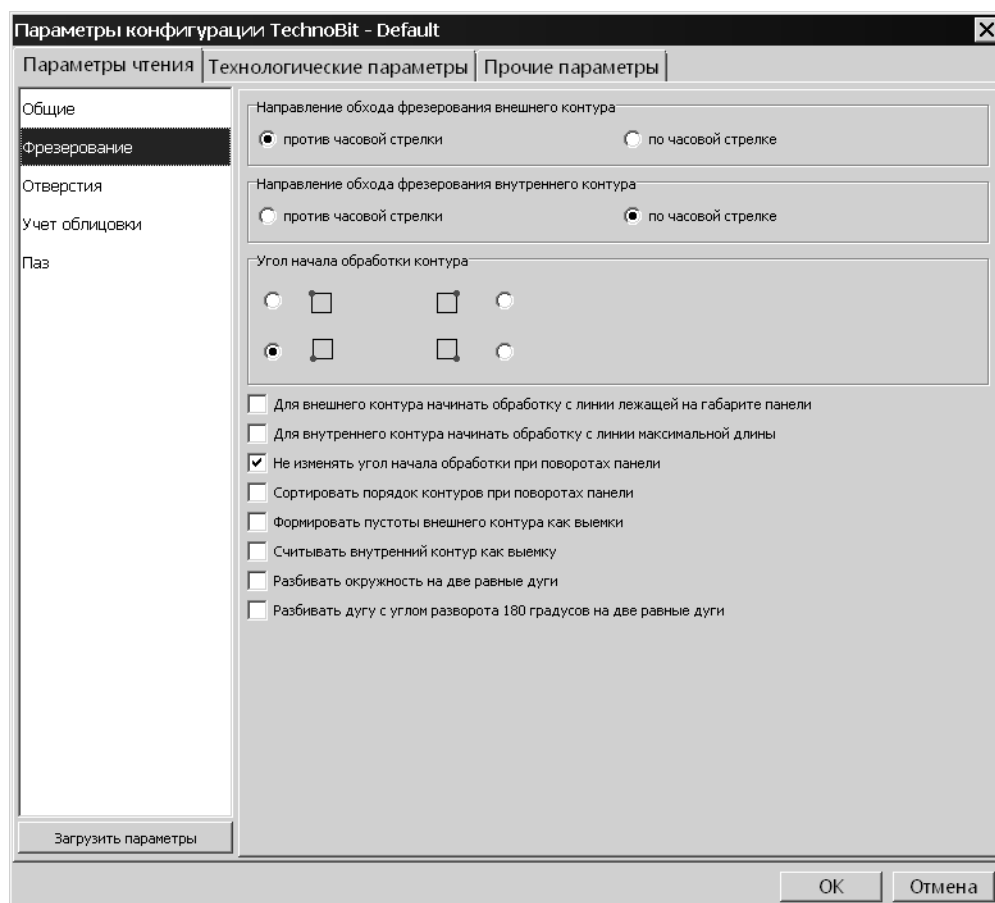 Параметры конфигурации TechnoBit - Default
Параметры чтения
Технологические параметры
Прочие параметры
Общие
Фрезерование
Отверстия
Учет облицовки
Паз
Загрузить параметры
Направление обхода фрезерования внешнего контура
против часовой стрелки
по часовой стрелке
Направление обхода фрезерования внутреннего контура
против часовой стрелки
по часовой стрелке
Угол начала обработки контура
Для внешнего контура начинать обработку с линии лежащей на габарите панели
Для внутреннего контура начинать обработку с линии максимальной длины
Не изменять угол начала обработки при поворотах панели
Сортировать порядок контуров при поворотах панели
Формировать пустоты внешнего контура как выемки
Считывать внутренний контур как выемку
Разбивать окружность на две равные дуги
Разбивать дугу с углом разворота 180 градусов на две равные дуги
OK
Отмена